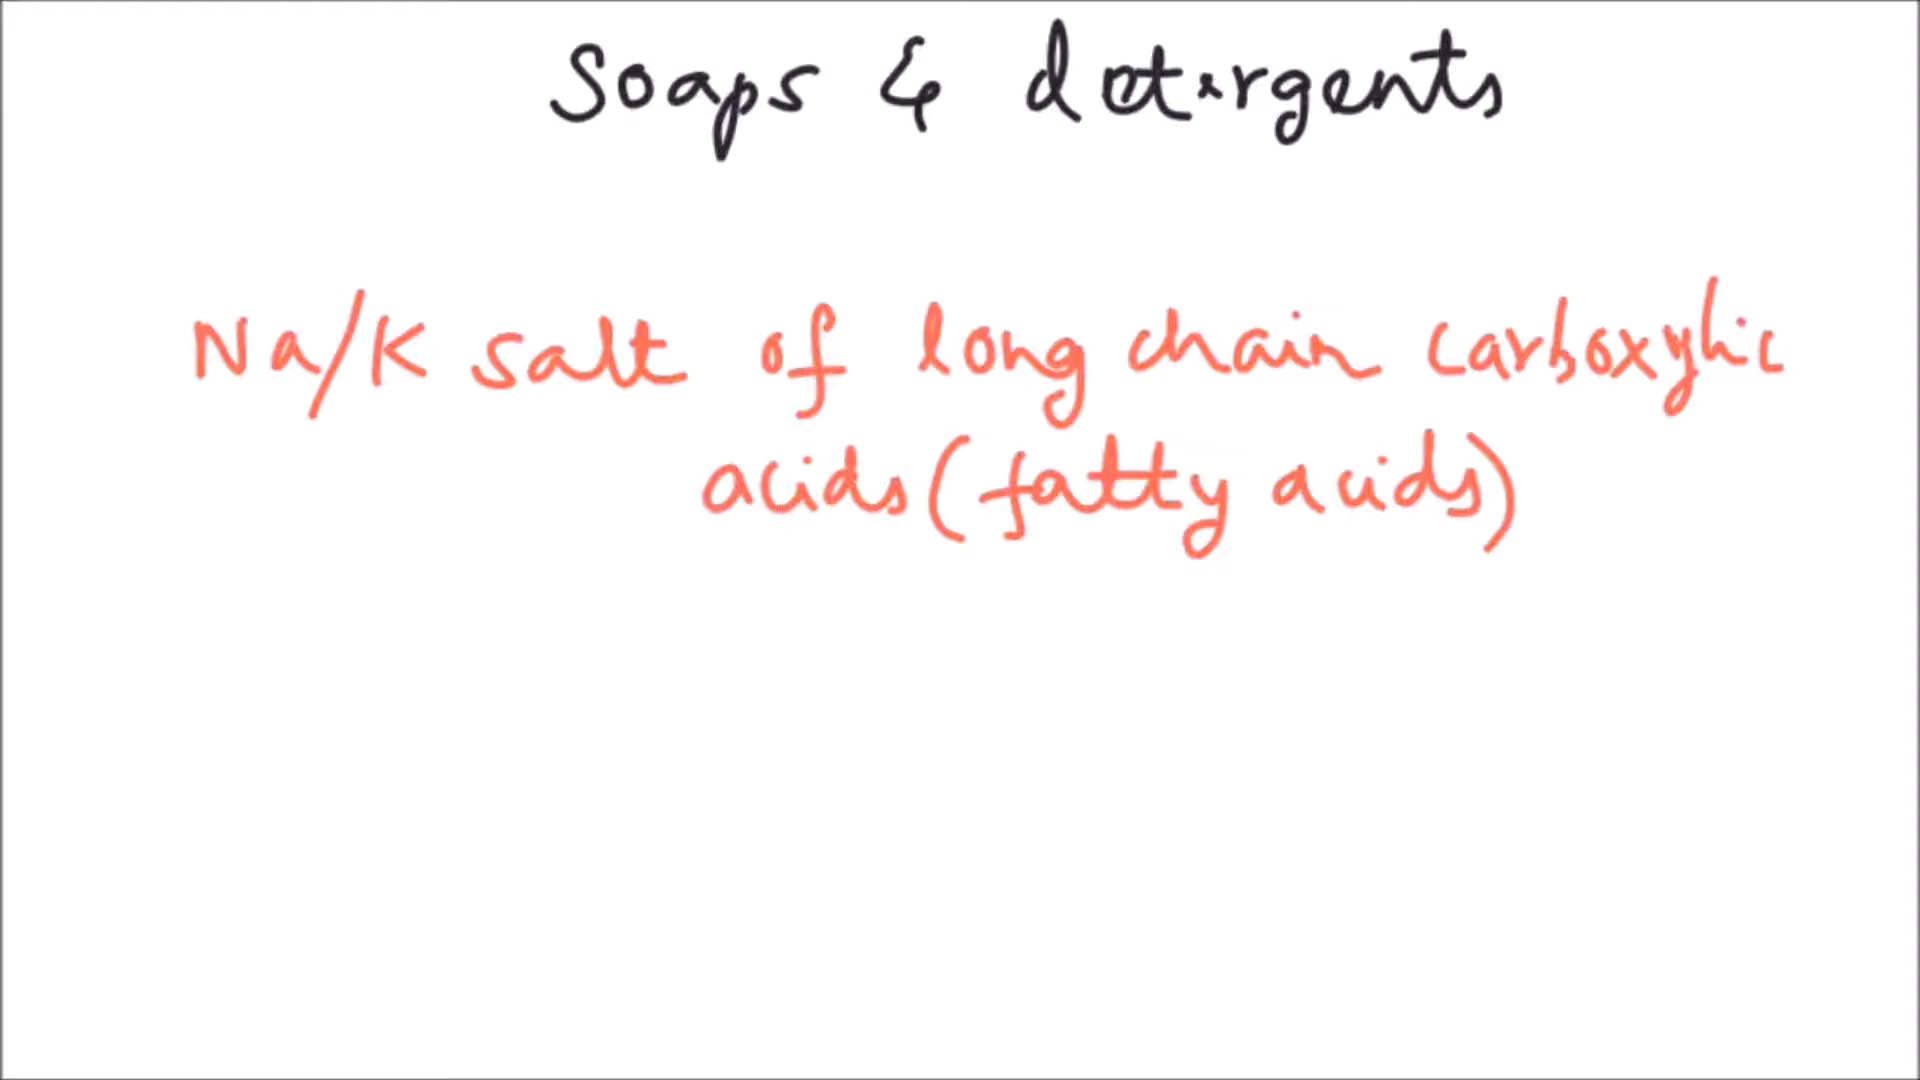 Soaps & detergents
Na/K salt of long chain carboxylic
acids (fatty acids)